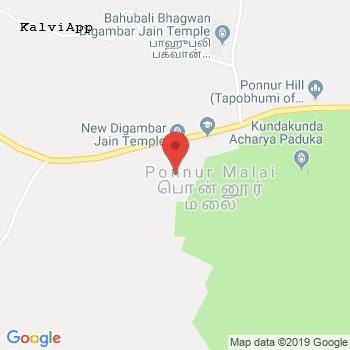 KalviApp
Bahubali Bhagwan
Digambar Jain Temple
பாஹுபலி
பகவான்...
Ponnur Hill
(Tapobhumi of...
New Digambar
Jain Temple
Kundakunda
Acharya Paduka
Ponnur Malai
பொன்னூர்
மலை
Google
Map data ©2019 Google